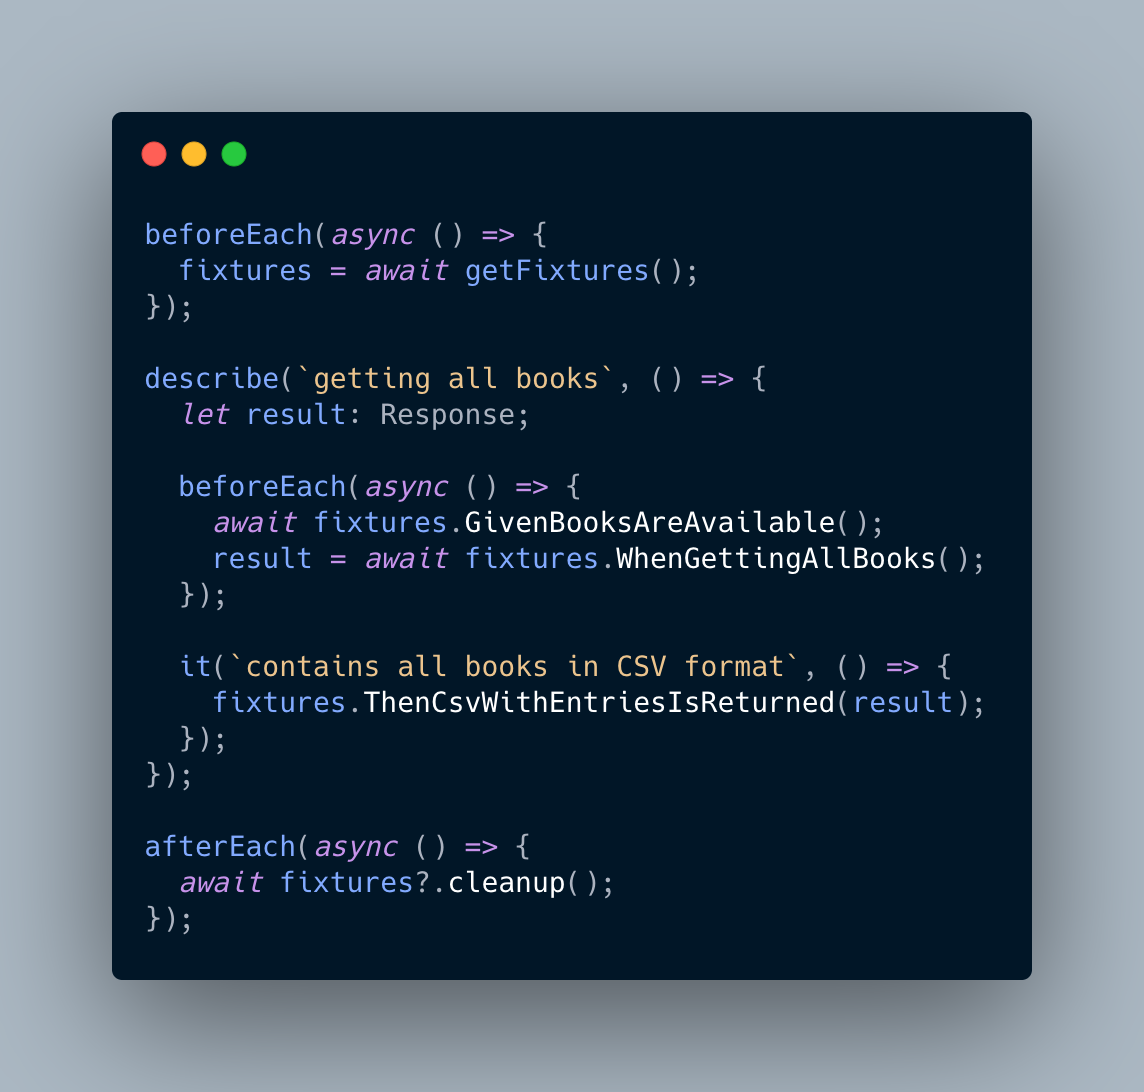 beforeEach(async () => {
  fixtures = await getFixtures();
});

describe(`getting all books`, () => {
  let result: Response;

  beforeEach(async () => {
    await fixtures.GivenBooksAreAvailable();
    result = await fixtures.WhenGettingAllBooks();
  });

  it(`contains all books in CSV format`, () => {
    fixtures.ThenCsvWithEntriesIsReturned(result);
  });
});

afterEach(async () => {
  await fixtures?.cleanup();
});